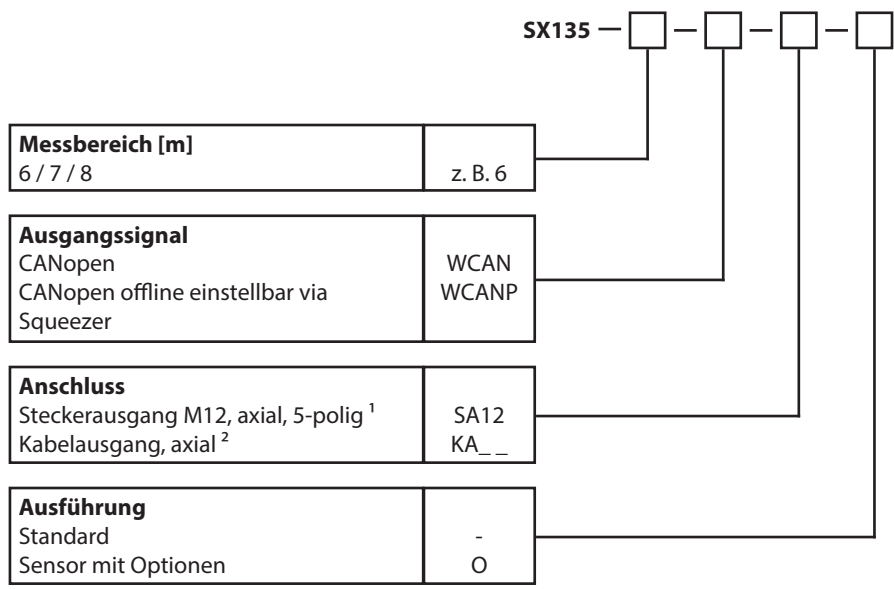 SX135 — — — —
Messbereich [m]
6 / 7 / 8 z. B. 6
Ausgangssignal
CANopen WCAN
CANopen offline einstellbar via WCANP
Squeezer
Anschluss
Steckerausgang M12, axial, 5-polig ¹ SA12
Kabelausgang, axial ² KA_ _
Ausführung
Standard -
Sensor mit Optionen O